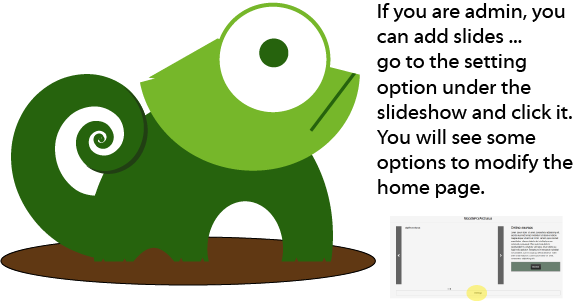 If you are admin, you
can add slides ...
go to the setting
option under the
slideshow and click it.
You will see some
options to modify the
home page.